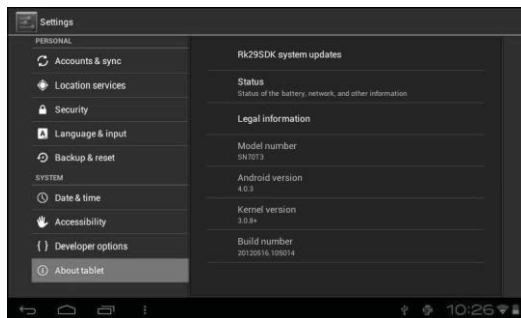 Settings
PERSONAL
Accounts & sync
Location services
Security
A Language & input
Backup & reset
SYSTEM
Date & time
Accessibility
{ } Developer options
About tablet
Rk29SDK system updates
Status
Status of the battery, network, and other information
Legal information
Model number
SN70T3
Android version
4.0.3
Kernel version
3.0.8+
Build number
20120516.105014
10:26